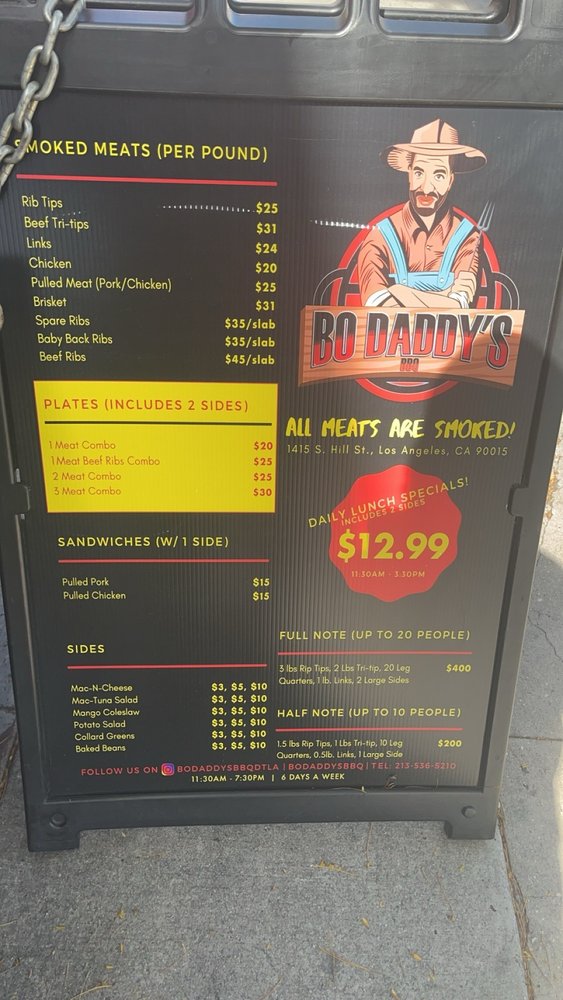 SMOKED MEATS (PER POUND)
Rib Tips $25
Beef Tri-tips $31
Links $24
Chicken $20
Pulled Meat (Pork/Chicken) $25
Brisket $31
Spare Ribs $35/slab
Baby Back Ribs $35/slab
Beef Ribs $45/slab
PLATES (INCLUDES 2 SIDES)
1 Meat Combo $20
1 Meat Beef Ribs Combo $25
2 Meat Combo $25
3 Meat Combo $30
SANDWICHES (W/ 1 SIDE)
Pulled Pork $15
Pulled Chicken $15
SIDES
Mac-N-Cheese $3, $5, $10
Mac-Tuna Salad $3, $5, $10
Mango Coleslaw $3, $5, $10
Potato Salad $3, $5, $10
Collard Greens $3, $5, $10
Baked Beans $3, $5, $10
BO DADDY'S
BBQ
ALL MEATS ARE SMOKED!
1415 S. Hill St., Los Angeles, CA 90015
DAILY LUNCH SPECIALS!
INCLUDES 2 SIDES
$12.99
11:30AM - 3:30PM
FULL NOTE (UP TO 20 PEOPLE)
3 lbs Rip Tips, 2 Lbs Tri-tip, 20 Leg $400
Quarters, 1 lb. Links, 2 Large Sides
HALF NOTE (UP TO 10 PEOPLE)
1.5 lbs Rip Tips, 1 Lbs Tri-tip, 10 Leg $200
Quarters, 0.5lb. Links, 1 Large Side
FOLLOW US ON BODADDYSBBQDTLA | BODADDYSBBQ | TEL: 213-536-5210
11:30AM - 7:30PM | 6 DAYS A WEEK